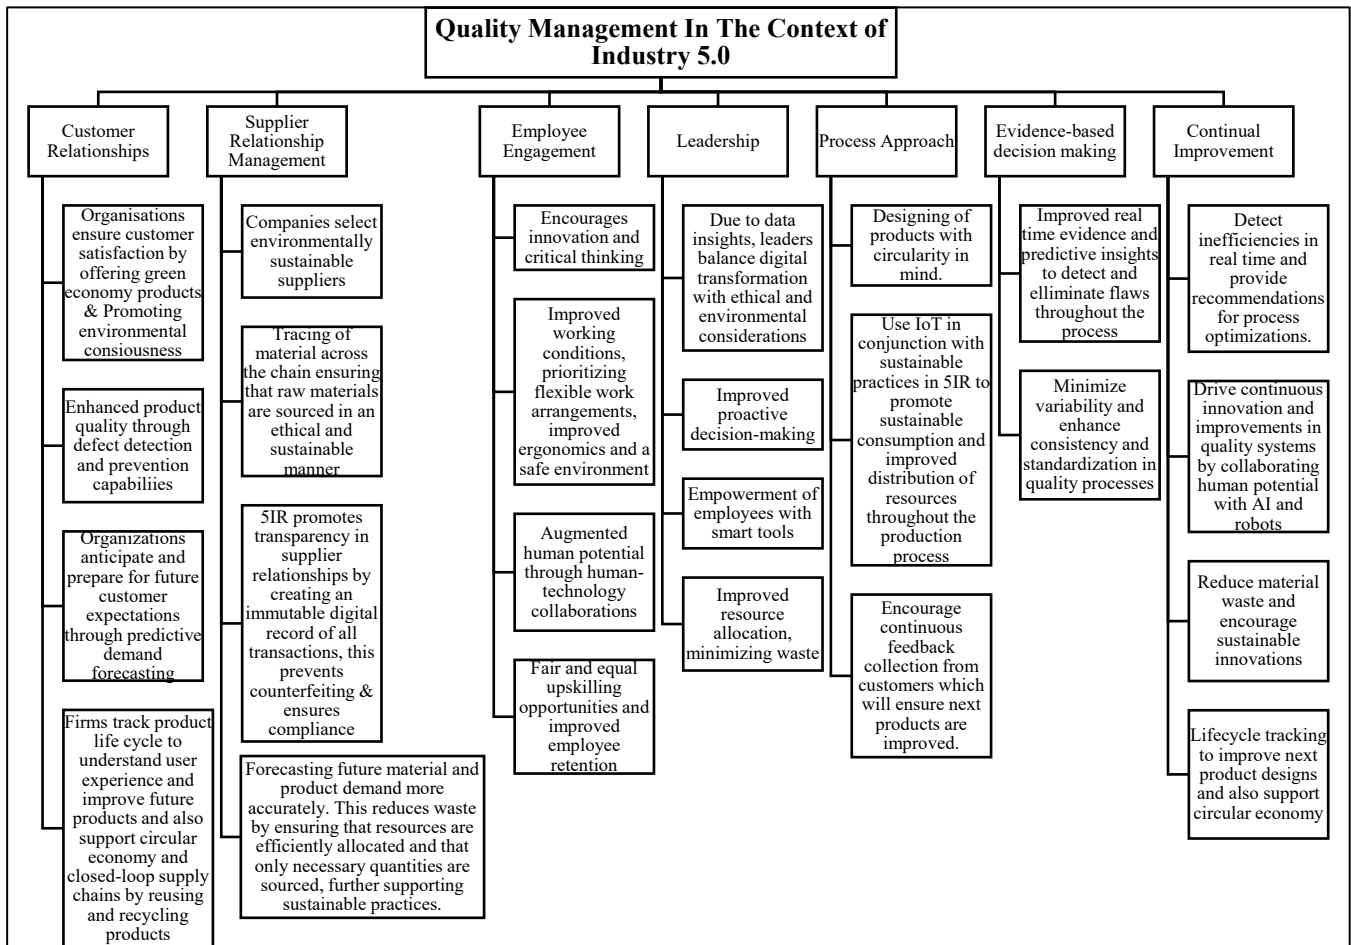 Quality Management In The Context of
Industry 5.0
Customer
Relationships
Supplier
Relationship
Management
Employee
Engagement
Leadership
Process Approach
Evidence-based
decision making
Continual
Improvement
Organisations
ensure customer
satisfaction by
offering green
economy products
& Promoting
environmental
consiousness
Enhanced product
quality through
defect detection
and prevention
capabiliies
Organizations
anticipate and
prepare for future
customer
expectations
through predictive
demand
forecasting
Firms track product
life cycle to
understand user
experience and
improve future
products and also
support circular
economy and
closed-loop supply
chains by reusing
and recycling
products
Companies select
environmentally
sustainable
suppliers
Tracing of
material across
the chain ensuring
that raw materials
are sourced in an
ethical and
sustainable
manner
5IR promotes
transparency in
supplier
relationships by
creating an
immutable digital
record of all
transactions, this
prevents
counterfeiting &
ensures
compliance
Forecasting future material and
product demand more
accurately. This reduces waste
by ensuring that resources are
efficiently allocated and that
only necessary quantities are
sourced, further supporting
sustainable practices.
Encourages
innovation and
critical thinking
Improved
working
conditions,
prioritizing
flexible work
arrangements,
improved
ergonomics and a
safe environment
Augmented
human potential
through human-
technology
collaborations
Fair and equal
upskilling
opportunities and
improved
employee
retention
Due to data
insights, leaders
balance digital
transformation
with ethical and
environmental
considerations
Improved
proactive
decision-making
Empowerment of
employees with
smart tools
Improved
resource
allocation,
minimizing waste
Designing of
products with
circularity in
mind.
Use IoT in
conjunction with
sustainable
practices in 5IR to
promote
sustainable
consumption and
improved
distribution of
resources
throughout the
production
process
Encourage
continuous
feedback
collection from
customers which
will ensure next
products are
improved.
Improved real
time evidence and
predictive insights
to detect and
elliminate flaws
throughout the
process
Minimize
variability and
enhance
consistency and
standardization in
quality processes
Detect
inefficiencies in
real time and
provide
recommendations
for process
optimizations.
Drive continuous
innovation and
improvements in
quality systems
by collaborating
human potential
with AI and
robots
Reduce material
waste and
encourage
sustainable
innovations
Lifecycle tracking
to improve next
product designs
and also support
circular economy